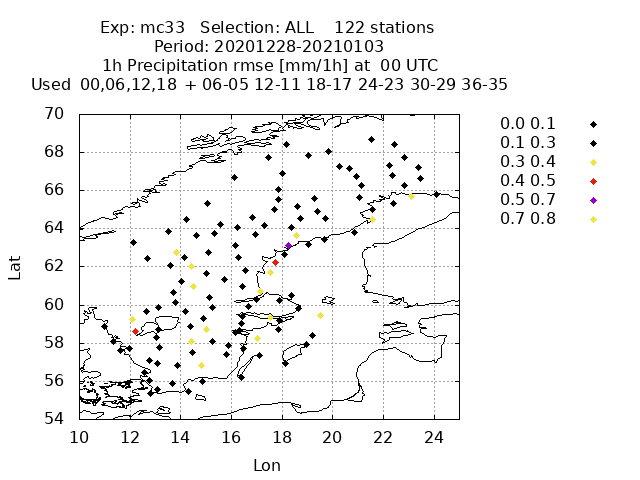 Exp: mc33 Selection: ALL 122 stations
Period: 20201228-20210103
1h Precipitation rmse [mm/1h] at 00 UTC
Used 00,06,12,18 + 06-05 12-11 18-17 24-23 30-29 36-35
70
68
66
64
62
60
58
56
54
Lat
10 12 14 16 18 20 22 24
Lon
0.0 0.1
0.1 0.3
0.3 0.4
0.4 0.5
0.5 0.7
0.7 0.8